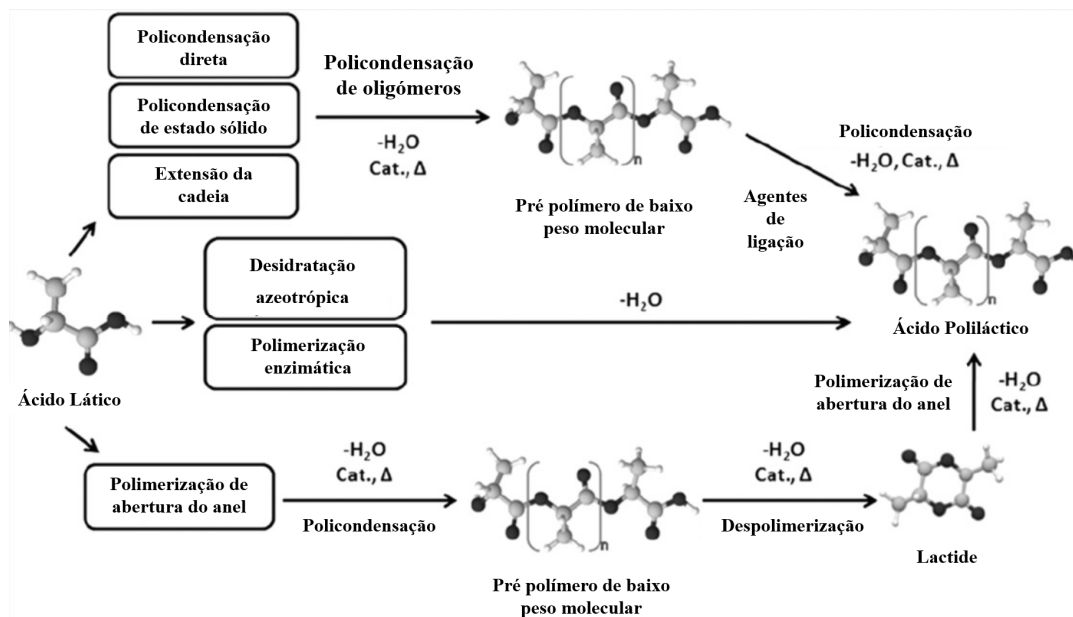 Policondensação
direta
Policondensação
de estado sólido
Extensão da
cadeia
Policondensação
de oligómeros
-H₂O
Cat., Δ
n
Pré polímero de baixo
peso molecular
Policondensação
-H₂O, Cat., Δ
Agentes
de
ligação
Desidratação
azeotrópica
Polimerização
enzimática
-H₂O
n
Ácido Poliláctico
Ácido Lático
Polimerização de
abertura do anel
-H₂O
Cat., Δ
Polimerização de
abertura do anel
-H₂O
Cat., Δ
Policondensação
n
Pré polímero de baixo
peso molecular
-H₂O
Cat., Δ
Despolimerização
Lactide